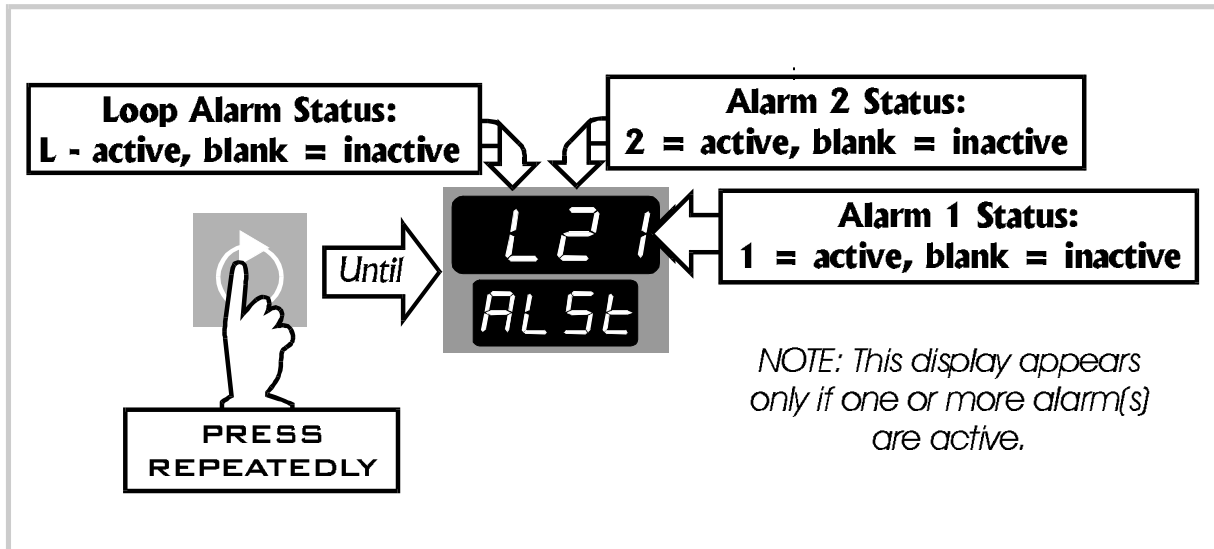 Loop Alarm Status:
L - active, blank = inactive
Alarm 2 Status:
2 = active, blank = inactive
Alarm 1 Status:
1 = active, blank = inactive
L21
ALSt
Until
PRESS
REPEATEDLY
NOTE: This display appears
only if one or more alarm(s)
are active.